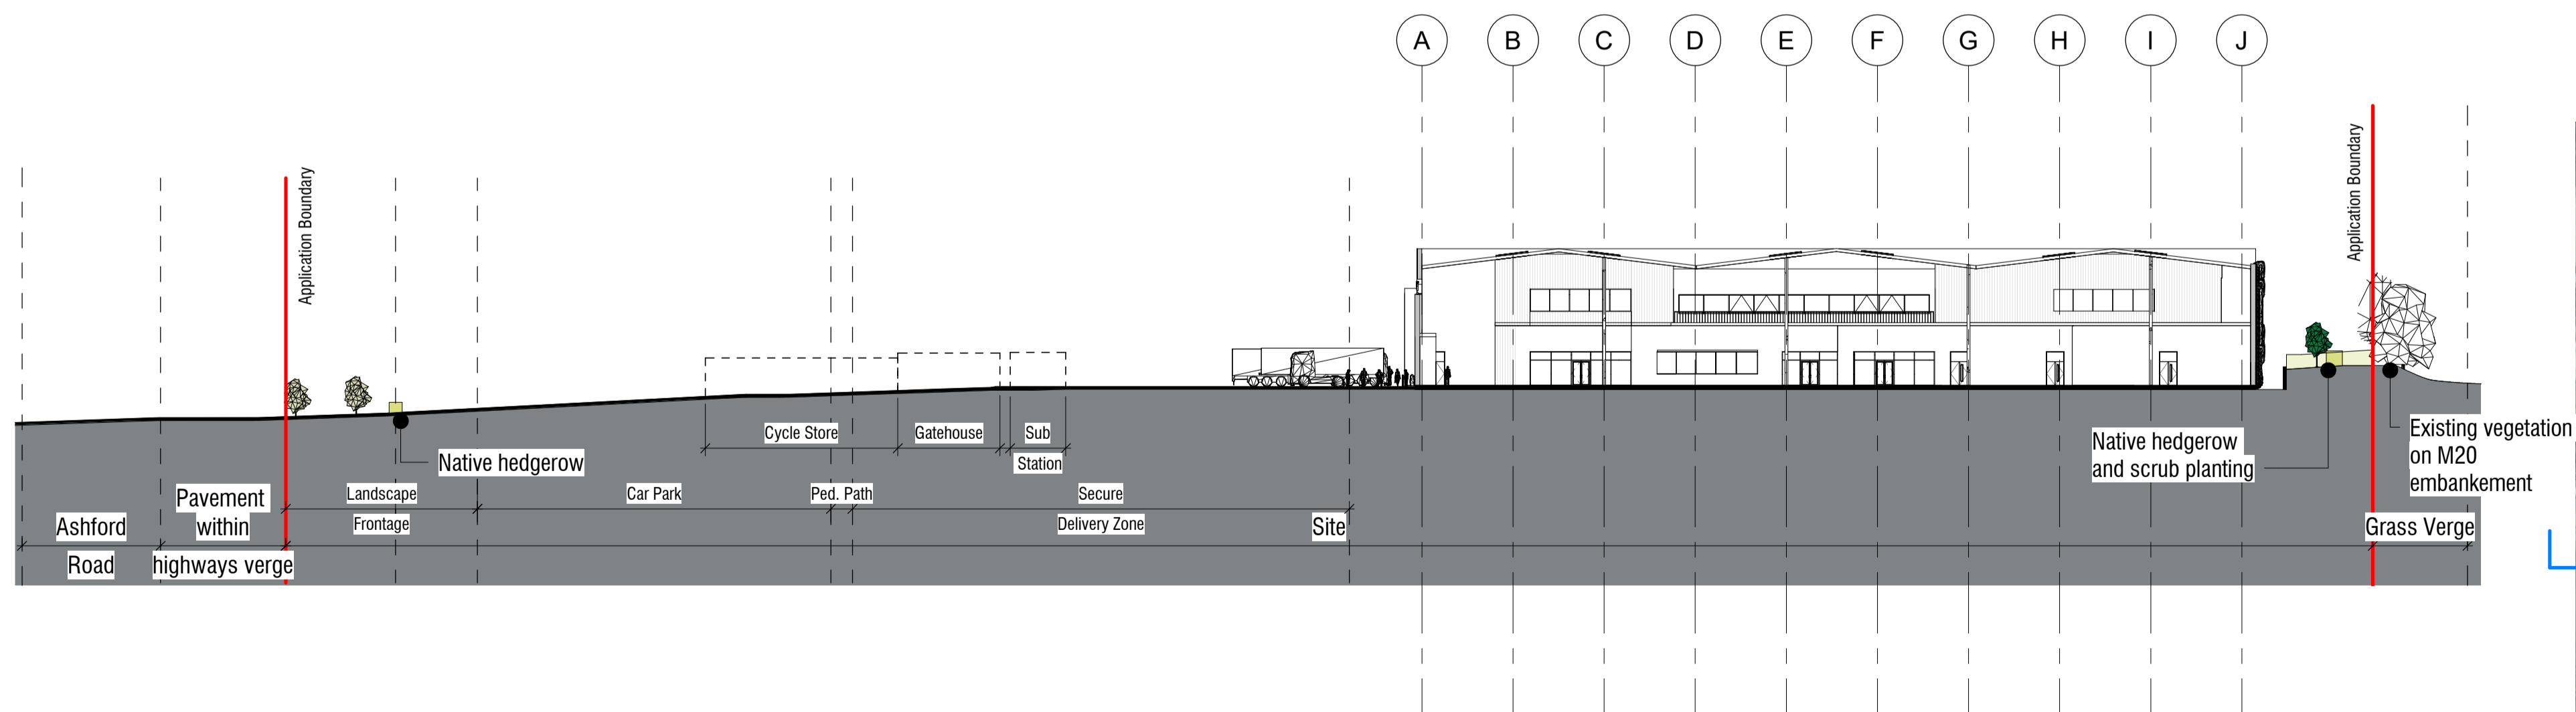 A B C D E F G H I J
Application Boundary
Application Boundary
Cycle Store
Gatehouse
Sub
Station
Native hedgerow
Native hedgerow
and scrub planting
Existing vegetation
on M20
embankement
Landscape
Frontage
Car Park
Ped. Path
Secure
Delivery Zone
Ashford
Road
Pavement
within
highways verge
Site
Grass Verge